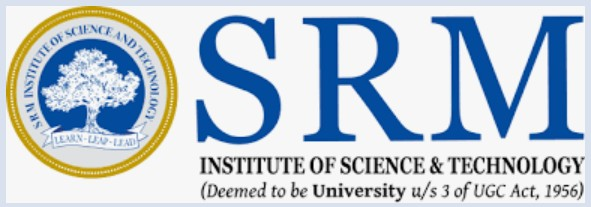 SRM INSTITUTE OF SCIENCE AND TECHNOLOGY
LEARN - LEAP - LEAD
SRM
INSTITUTE OF SCIENCE & TECHNOLOGY
(Deemed to be University u/s 3 of UGC Act, 1956)